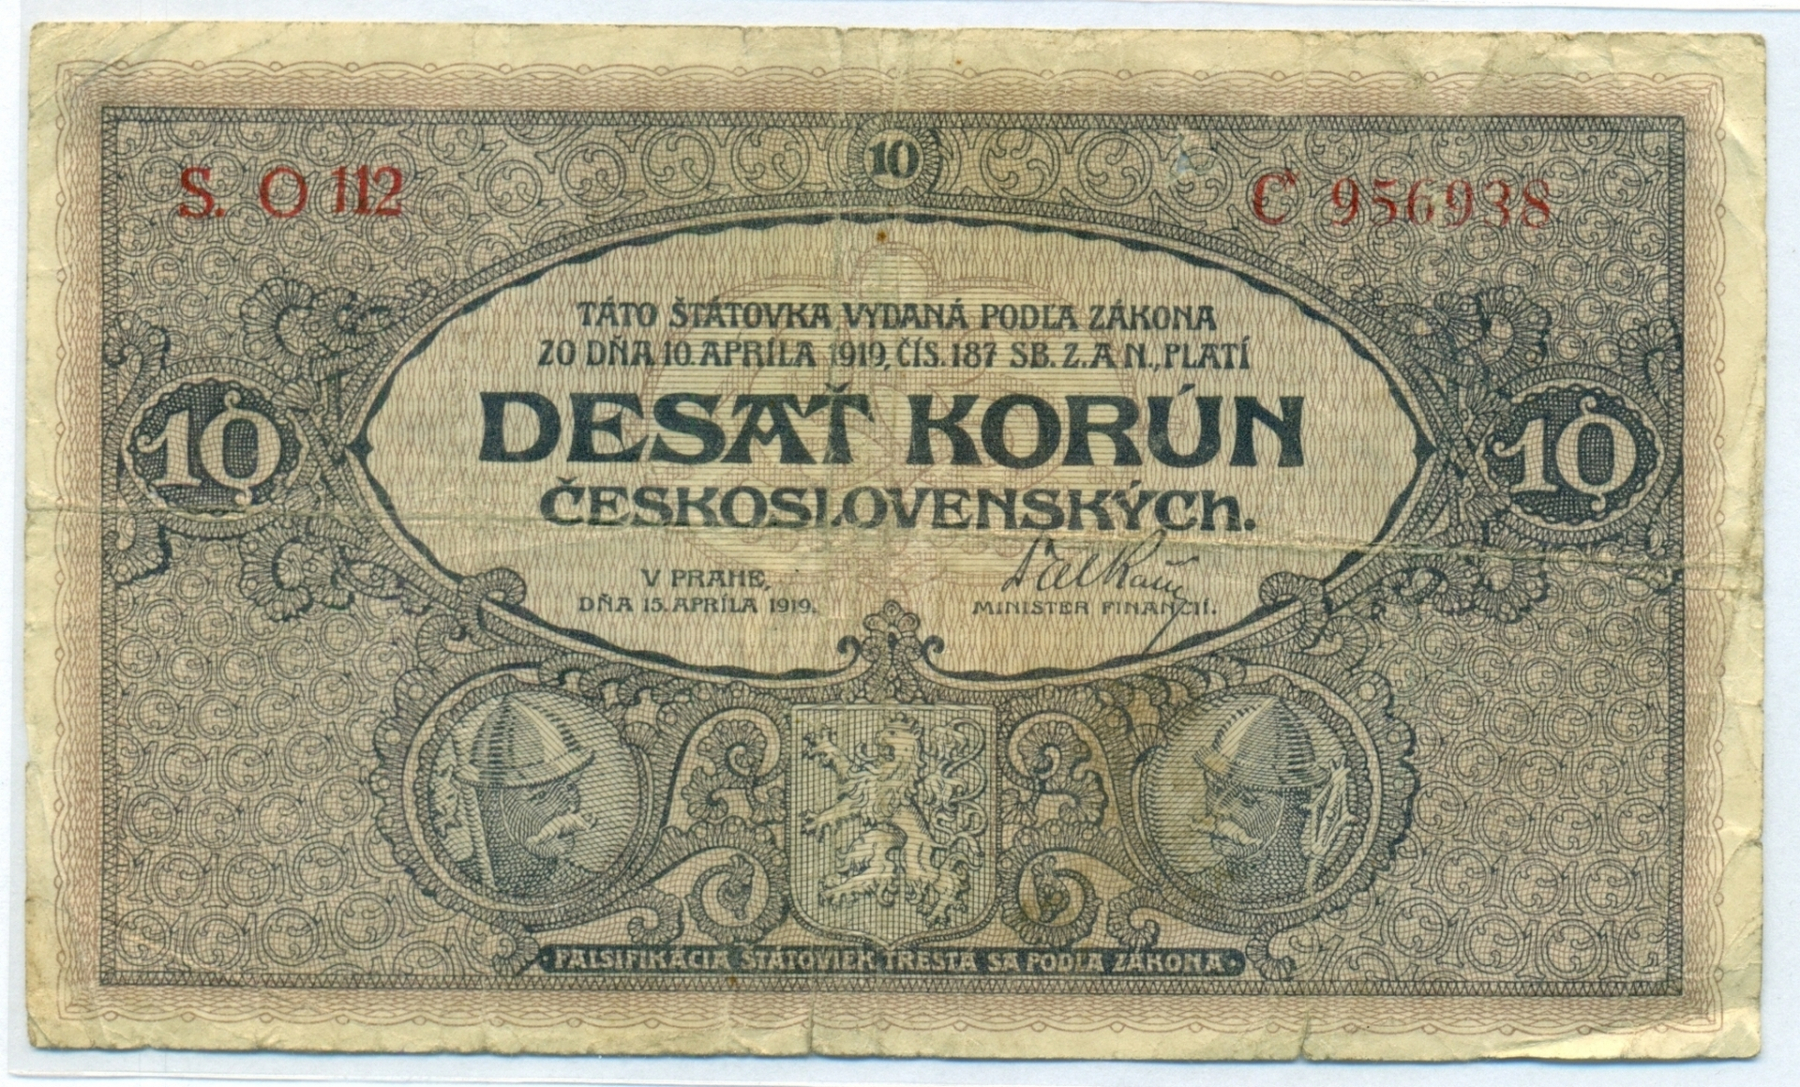 10
S. O 112
C 956938
TÁTO ŠTÁTOVKA VYDANÁ PODĽA ZÁKONA
ZO DŇA 10. APRÍLA 1919, ČÍS. 187 SB. Z. A N., PLATÍ
10 DESAŤ KORÚN 10
ČESKOSLOVENSKÝCh.
V PRAHE,
DŇA 15. APRÍLA 1919.
MINISTER FINANCIÍ.
· FALSIFIKÁCIA ŠTÁTOVIEK TRESTÁ SA PODĽA ZÁKONA ·